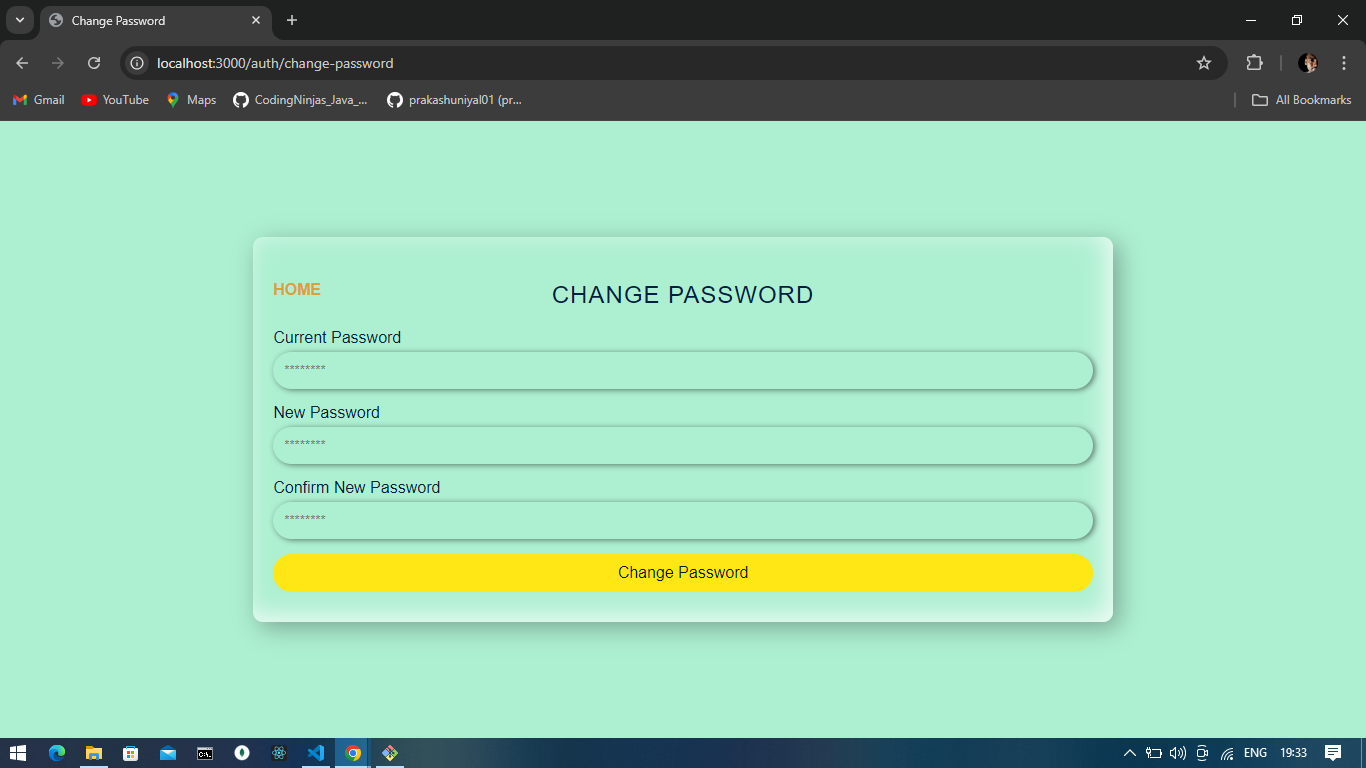 Change Password
localhost:3000/auth/change-password
Gmail YouTube Maps CodingNinjas_Java_... prakashuniyal01 (pr... All Bookmarks
HOME
CHANGE PASSWORD
Current Password
********
New Password
********
Confirm New Password
********
Change Password
ENG 19:33